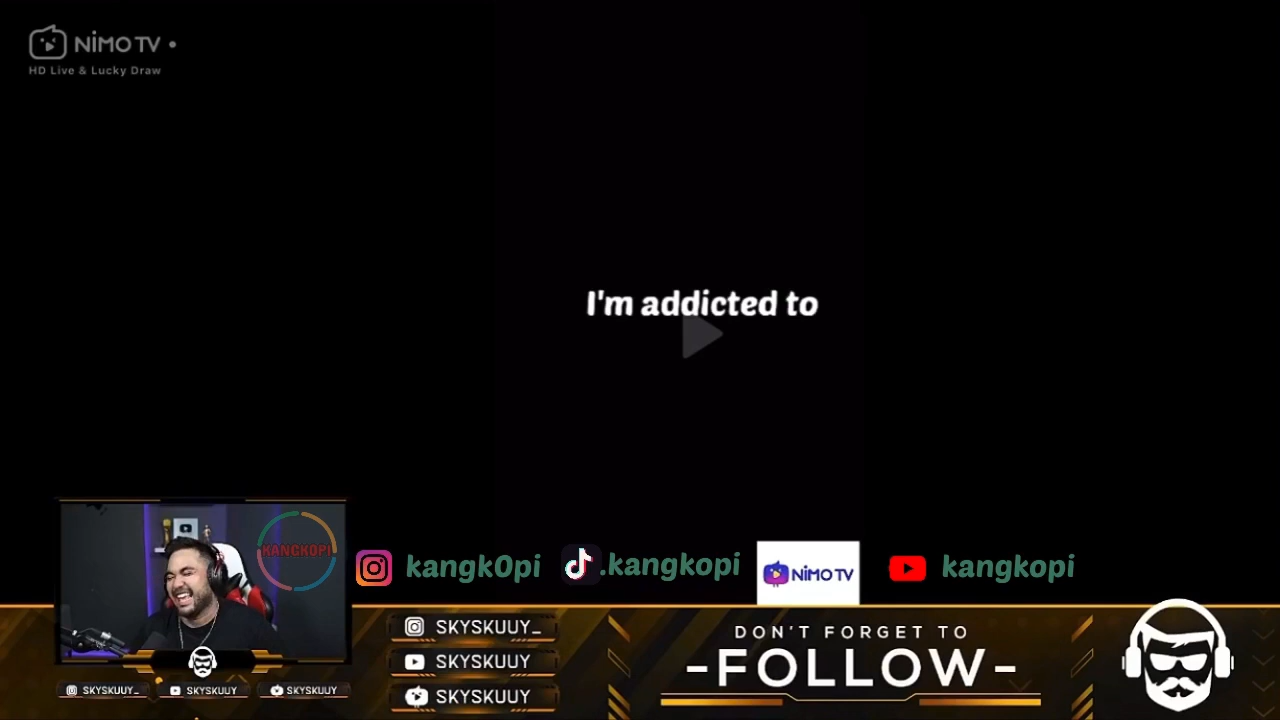 NiMO TV
HD Live & Lucky Draw
I'm addicted to
KANGKOPI
kangk0pi
.kangkopi
NiMO TV
kangkopi
SKYSKUUY_
SKYSKUUY
SKYSKUUY
SKYSKUUY_
SKYSKUUY
SKYSKUUY
DON'T FORGET TO
-FOLLOW-